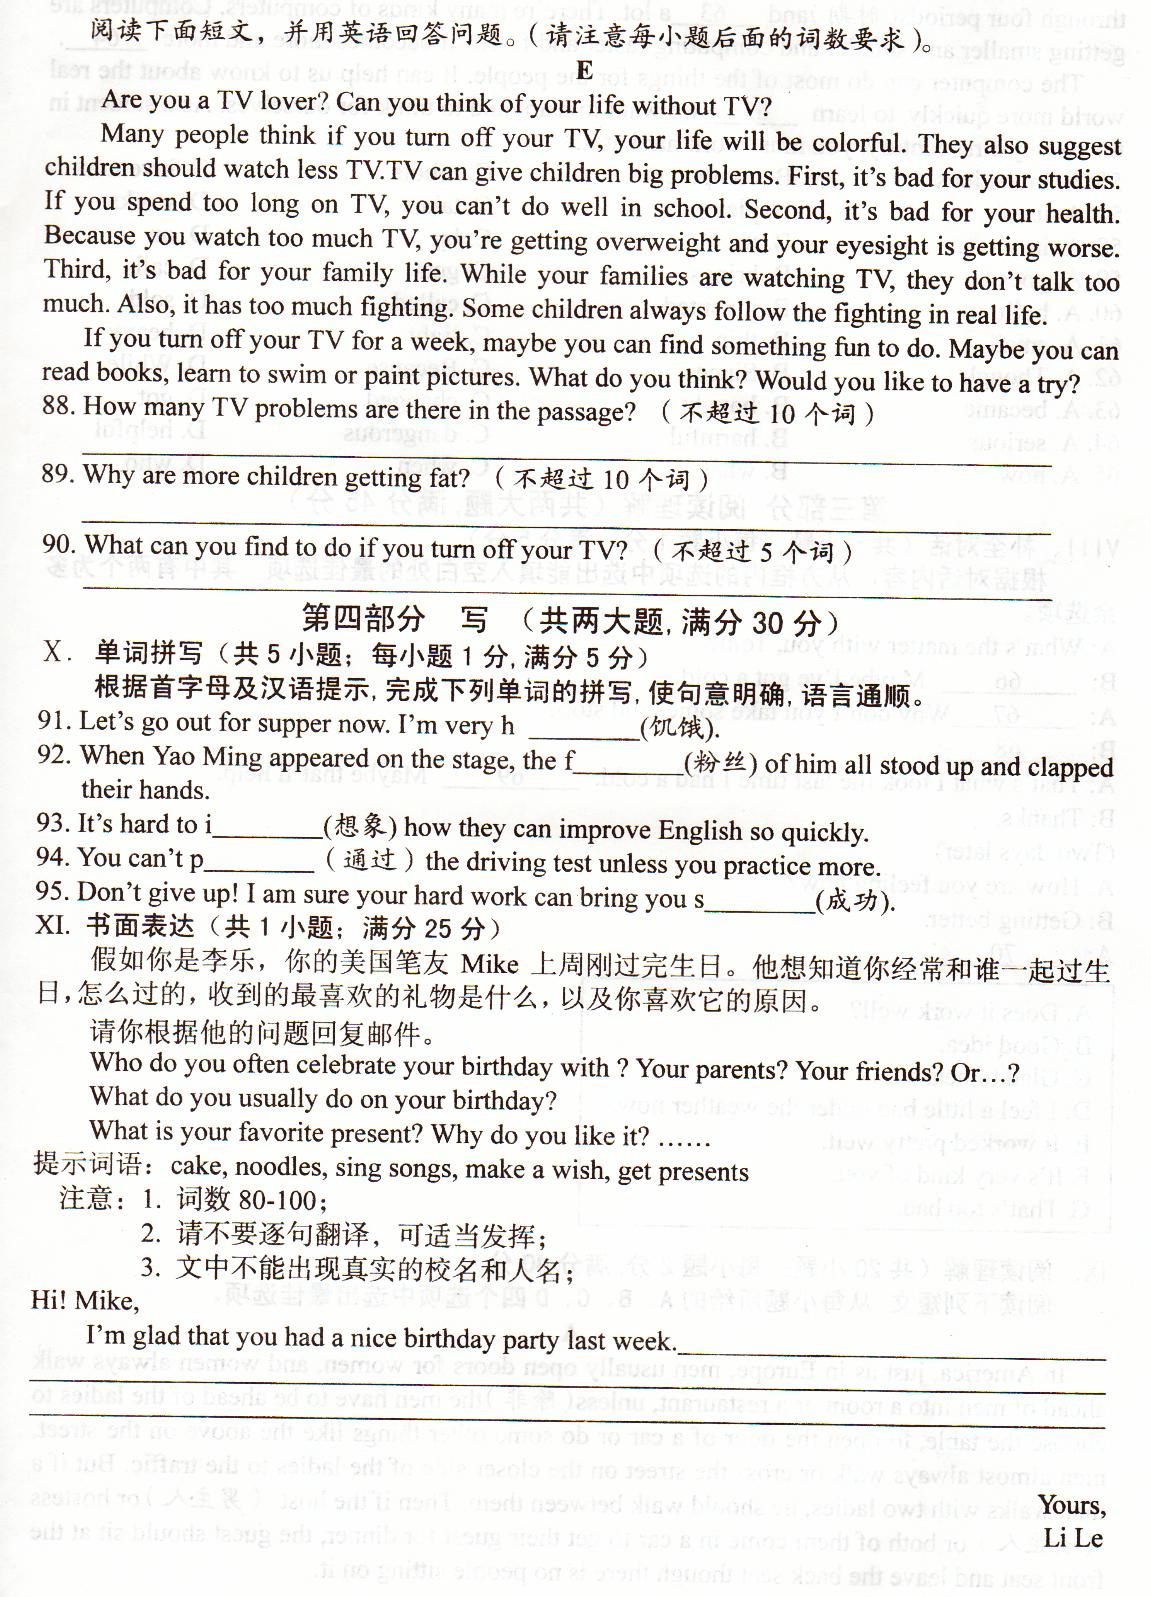 阅读下面短文，并用英语回答问题。(请注意每小题后面的词数要求)。
E
Are you a TV lover? Can you think of your life without TV?
Many people think if you turn off your TV, your life will be colorful. They also suggest
children should watch less TV.TV can give children big problems. First, it's bad for your studies.
If you spend too long on TV, you can't do well in school. Second, it's bad for your health.
Because you watch too much TV, you're getting overweight and your eyesight is getting worse.
Third, it's bad for your family life. While your families are watching TV, they don't talk too
much. Also, it has too much fighting. Some children always follow the fighting in real life.
If you turn off your TV for a week, maybe you can find something fun to do. Maybe you can
read books, learn to swim or paint pictures. What do you think? Would you like to have a try?
88. How many TV problems are there in the passage? （不超过10个词）
89. Why are more children getting fat? （不超过10个词）
90. What can you find to do if you turn off your TV? （不超过5个词）
第四部分 写 （共两大题,满分30分）
X. 单词拼写（共5小题；每小题1分,满分5分）
根据首字母及汉语提示,完成下列单词的拼写,使句意明确,语言通顺。
91. Let's go out for supper now. I'm very h ________(饥饿).
92. When Yao Ming appeared on the stage, the f________(粉丝) of him all stood up and clapped
their hands.
93. It's hard to i________(想象) how they can improve English so quickly.
94. You can't p________（通过）the driving test unless you practice more.
95. Don't give up! I am sure your hard work can bring you s________(成功).
XI. 书面表达（共1小题；满分25分）
假如你是李乐，你的美国笔友 Mike 上周刚过完生日。他想知道你经常和谁一起过生
日,怎么过的,收到的最喜欢的礼物是什么,以及你喜欢它的原因。
请你根据他的问题回复邮件。
Who do you often celebrate your birthday with ? Your parents? Your friends? Or…?
What do you usually do on your birthday?
What is your favorite present? Why do you like it? ……
提示词语：cake, noodles, sing songs, make a wish, get presents
注意：1. 词数 80-100；
2. 请不要逐句翻译，可适当发挥；
3. 文中不能出现真实的校名和人名；
Hi! Mike,
I'm glad that you had a nice birthday party last week.
Yours,
Li Le